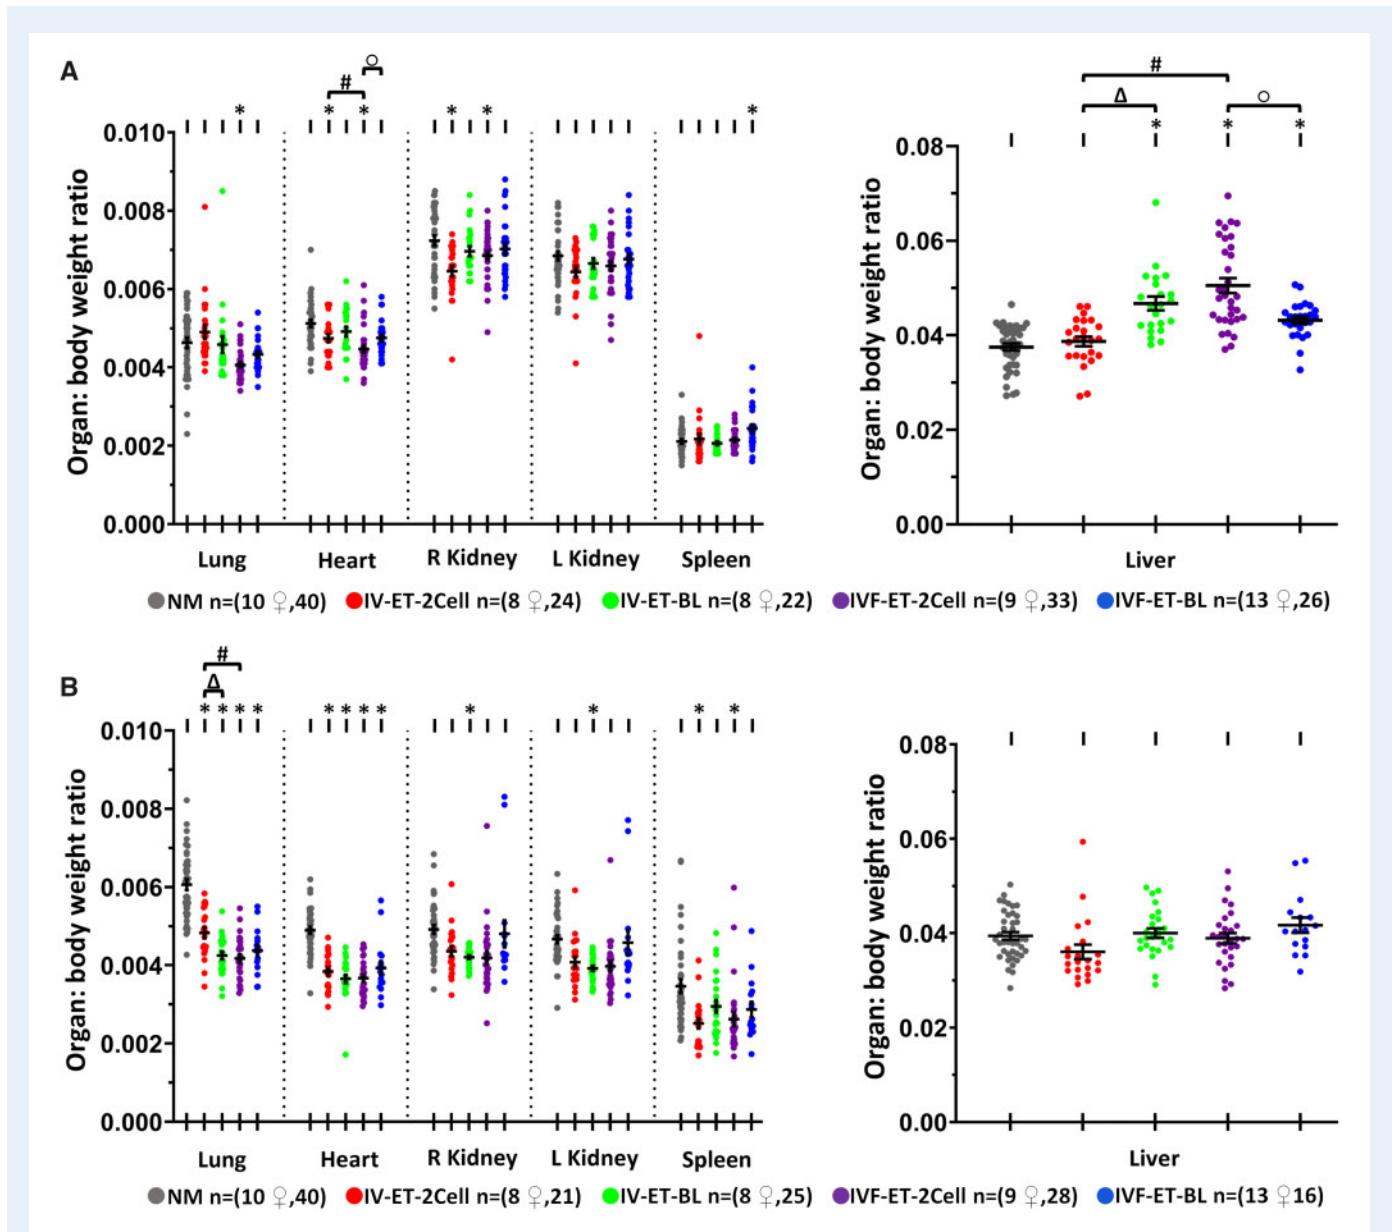 A
# ○
* * * * * *
0.010
0.008
0.006
0.004
0.002
0.000
Organ: body weight ratio
Lung Heart R Kidney L Kidney Spleen
#
Δ ○
* * *
0.08
0.06
0.04
0.02
0.00
Organ: body weight ratio
Liver
NM n=(10 ♀,40) IV-ET-2Cell n=(8 ♀,24) IV-ET-BL n=(8 ♀,22) IVF-ET-2Cell n=(9 ♀,33) IVF-ET-BL n=(13 ♀,26)
B
#
Δ
* * * * * * * * * * * *
0.010
0.008
0.006
0.004
0.002
0.000
Organ: body weight ratio
Lung Heart R Kidney L Kidney Spleen
0.08
0.06
0.04
0.02
0.00
Organ: body weight ratio
Liver
NM n=(10 ♀,40) IV-ET-2Cell n=(8 ♀,21) IV-ET-BL n=(8 ♀,25) IVF-ET-2Cell n=(9 ♀,28) IVF-ET-BL n=(13 ♀16)